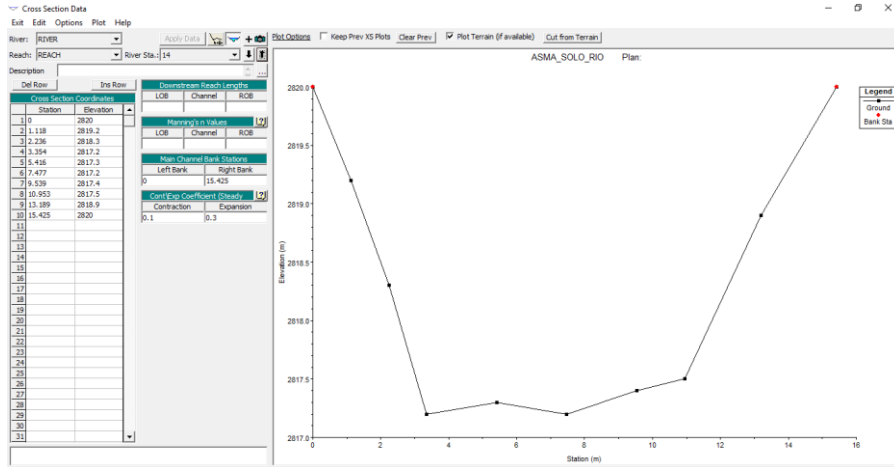 Cross Section Data
Exit Edit Options Plot Help
River: RIVER Apply Data
Reach: REACH River Sta.: 14
Description ...
Plot Options Keep Prev XS Plots Clear Prev Plot Terrain (if available) Cut from Terrain
Del Row Ins Row
Cross Section Coordinates
Station Elevation
1 0 2820
2 1.118 2819.2
3 2.236 2818.3
4 3.354 2817.2
5 5.416 2817.3
6 7.477 2817.2
7 9.539 2817.4
8 10.953 2817.5
9 13.189 2818.9
10 15.425 2820
11
12
13
14
15
16
17
18
19
20
21
22
23
24
25
26
27
28
29
30
31
Downstream Reach Lengths
LOB Channel ROB
Manning's n Values
LOB Channel ROB
Main Channel Bank Stations
Left Bank Right Bank
0 15.425
Cont\Exp Coefficient (Steady
Contraction Expansion
0.1 0.3
ASMA_SOLO_RIO Plan:
2820.0
2819.5
2819.0
2818.5
2818.0
2817.5
2817.0
Elevation (m)
0 2 4 6 8 10 12 14 16
Station (m)
Legend
Ground
Bank Sta